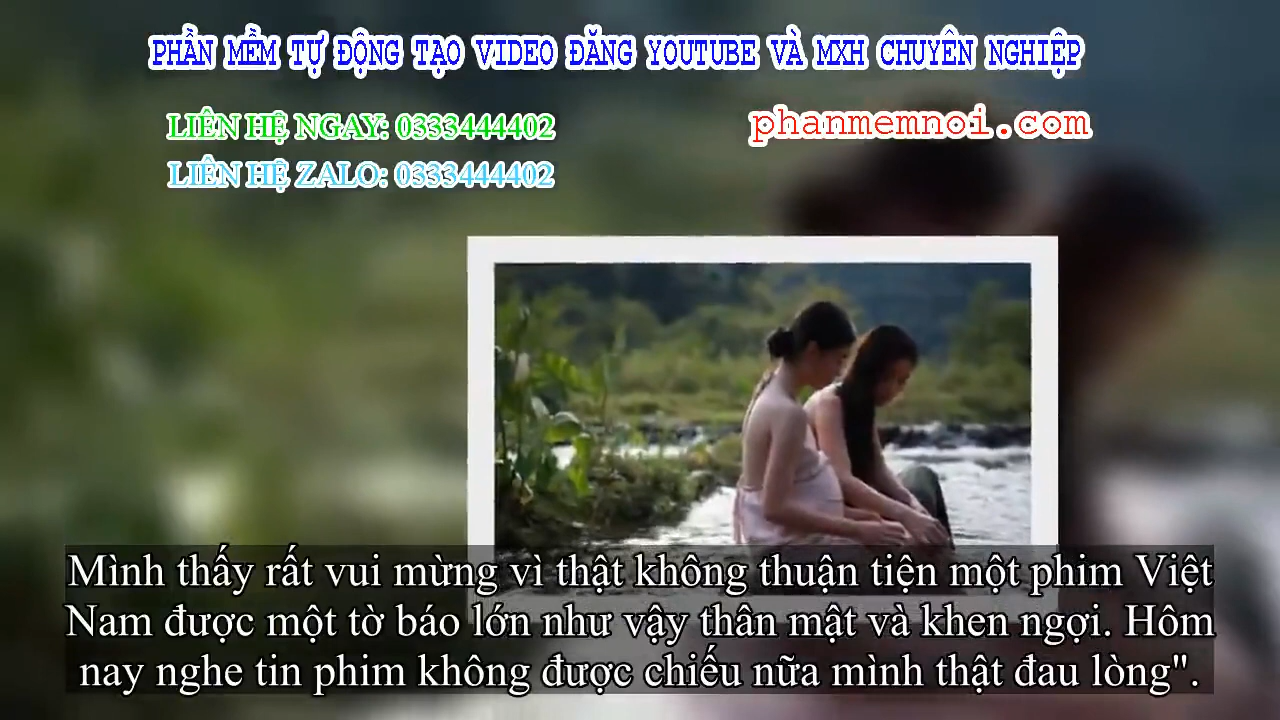 PHẦN MỀM TỰ ĐỘNG TẠO VIDEO ĐĂNG YOUTUBE VÀ MXH CHUYÊN NGHIỆP
LIÊN HỆ NGAY: 0333444402
phanmemnoi.com
LIÊN HỆ ZALO: 0333444402
Mình thấy rất vui mừng vì thật không thuận tiện một phim Việt
Nam được một tờ báo lớn như vậy thân mật và khen ngợi. Hôm
nay nghe tin phim không được chiếu nữa mình thật đau lòng".